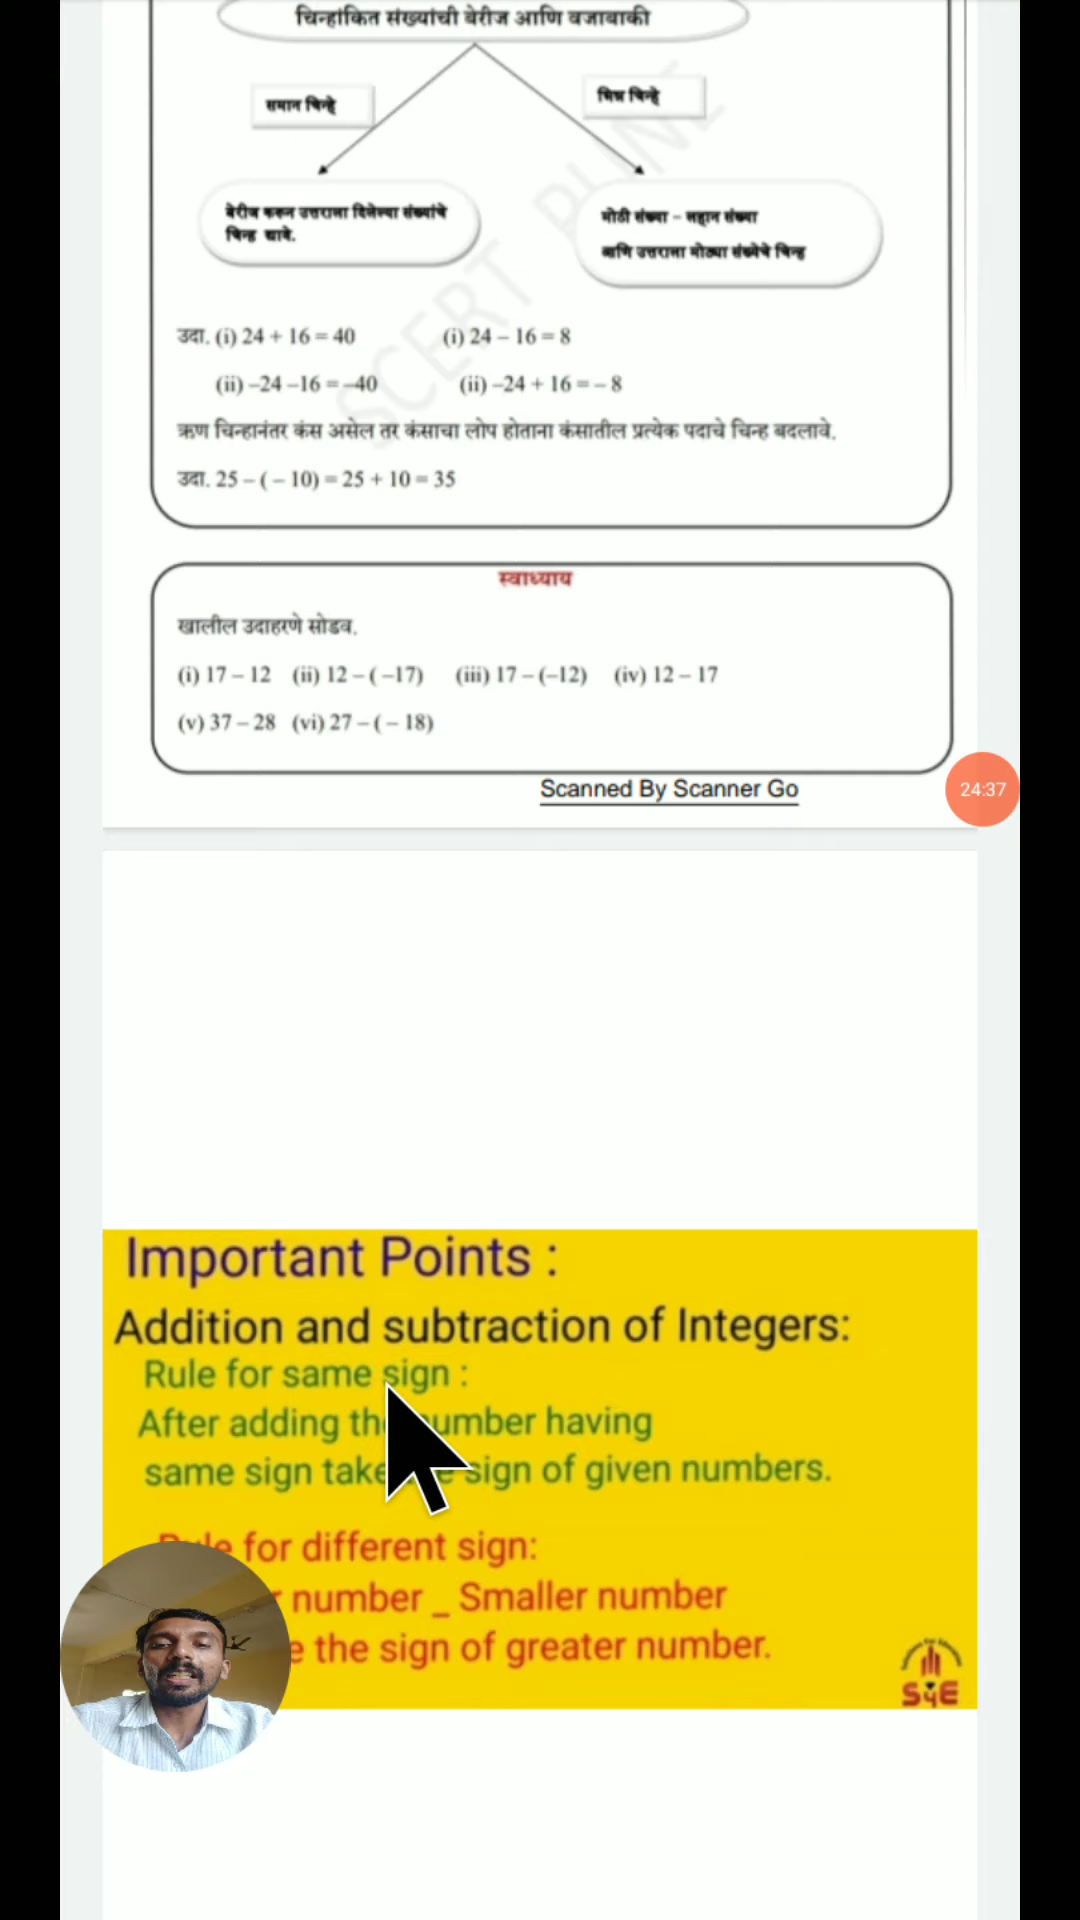 चिन्हांकित संख्यांची बेरीज आणि वजाबाकी
समान चिन्हे
भिन्न चिन्हे
बेरीज करून उत्तराला दिलेल्या संख्यांचे
चिन्ह द्यावे.
मोठी संख्या – लहान संख्या
आणि उत्तराला मोठ्या संख्येचे चिन्ह
SCERT
उदा. (i) 24 + 16 = 40 (i) 24 – 16 = 8
(ii) –24 –16 = –40 (ii) –24 + 16 = – 8
ऋण चिन्हानंतर कंस असेल तर कंसाचा लोप होताना कंसातील प्रत्येक पदाचे चिन्ह बदलावे.
उदा. 25 – ( – 10) = 25 + 10 = 35
स्वाध्याय
खालील उदाहरणे सोडव.
(i) 17 – 12 (ii) 12 – ( –17) (iii) 17 – (–12) (iv) 12 – 17
(v) 37 – 28 (vi) 27 – ( – 18)
Scanned By Scanner Go
24:37
Important Points :
Addition and subtraction of Integers:
Rule for same sign :
After adding the number having
same sign take sign of given numbers.
for different sign:
number _ Smaller number
the sign of greater number.